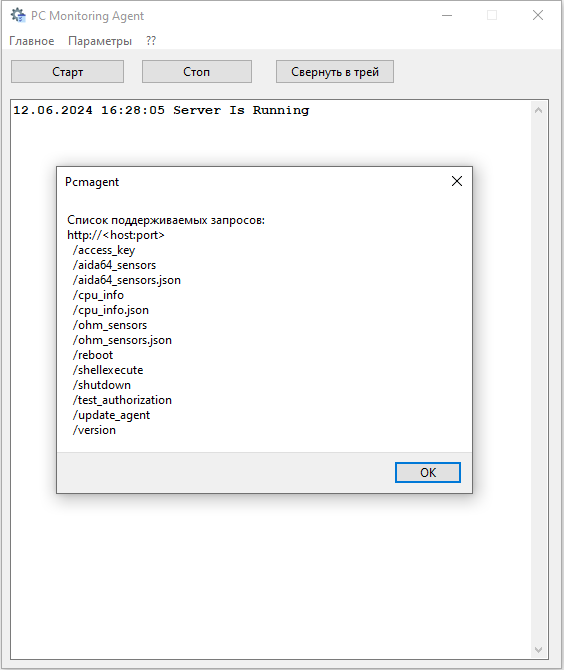 PC Monitoring Agent
Главное Параметры ??
Старт Стоп Свернуть в трей
12.06.2024 16:28:05 Server Is Running
Pcmagent
Список поддерживаемых запросов:
http://<host:port>
/access_key
/aida64_sensors
/aida64_sensors.json
/cpu_info
/cpu_info.json
/ohm_sensors
/ohm_sensors.json
/reboot
/shellexecute
/shutdown
/test_authorization
/update_agent
/version
OK